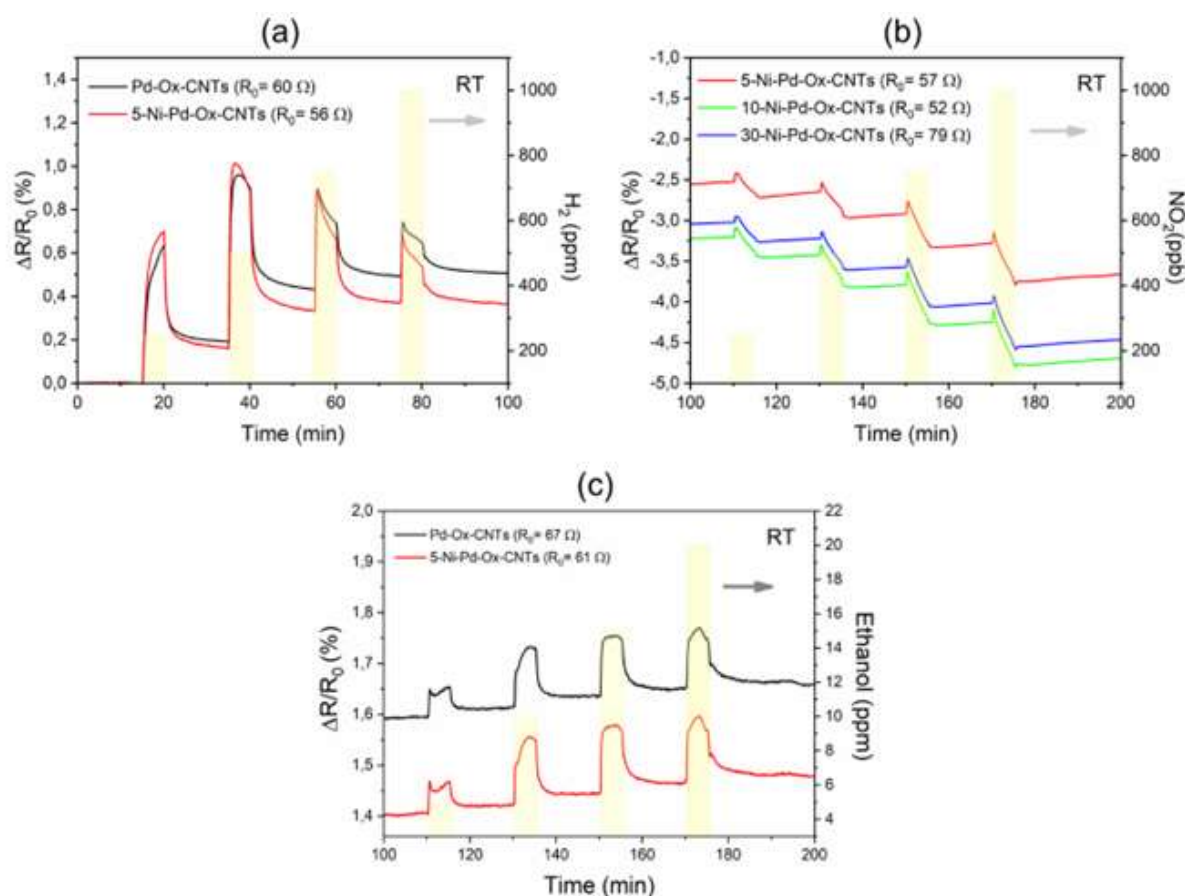 (a)
Pd-Ox-CNTs (R₀= 60 Ω)
5-Ni-Pd-Ox-CNTs (R₀= 56 Ω)
RT
1,4
1,2
1,0
0,8
0,6
0,4
0,2
0,0
ΔR/R₀ (%)
1000
800
600
400
200
H₂ (ppm)
0 20 40 60 80 100
Time (min)
(b)
5-Ni-Pd-Ox-CNTs (R₀= 57 Ω)
10-Ni-Pd-Ox-CNTs (R₀= 52 Ω)
30-Ni-Pd-Ox-CNTs (R₀= 79 Ω)
RT
-1,0
-1,5
-2,0
-2,5
-3,0
-3,5
-4,0
-4,5
-5,0
ΔR/R₀ (%)
1000
800
600
400
200
NO₂(ppb)
100 120 140 160 180 200
Time (min)
(c)
Pd-Ox-CNTs (R₀= 67 Ω)
5-Ni-Pd-Ox-CNTs (R₀= 61 Ω)
RT
2,0
1,9
1,8
1,7
1,6
1,5
1,4
ΔR/R₀ (%)
22
20
18
16
14
12
10
8
6
4
Ethanol (ppm)
100 120 140 160 180 200
Time (min)